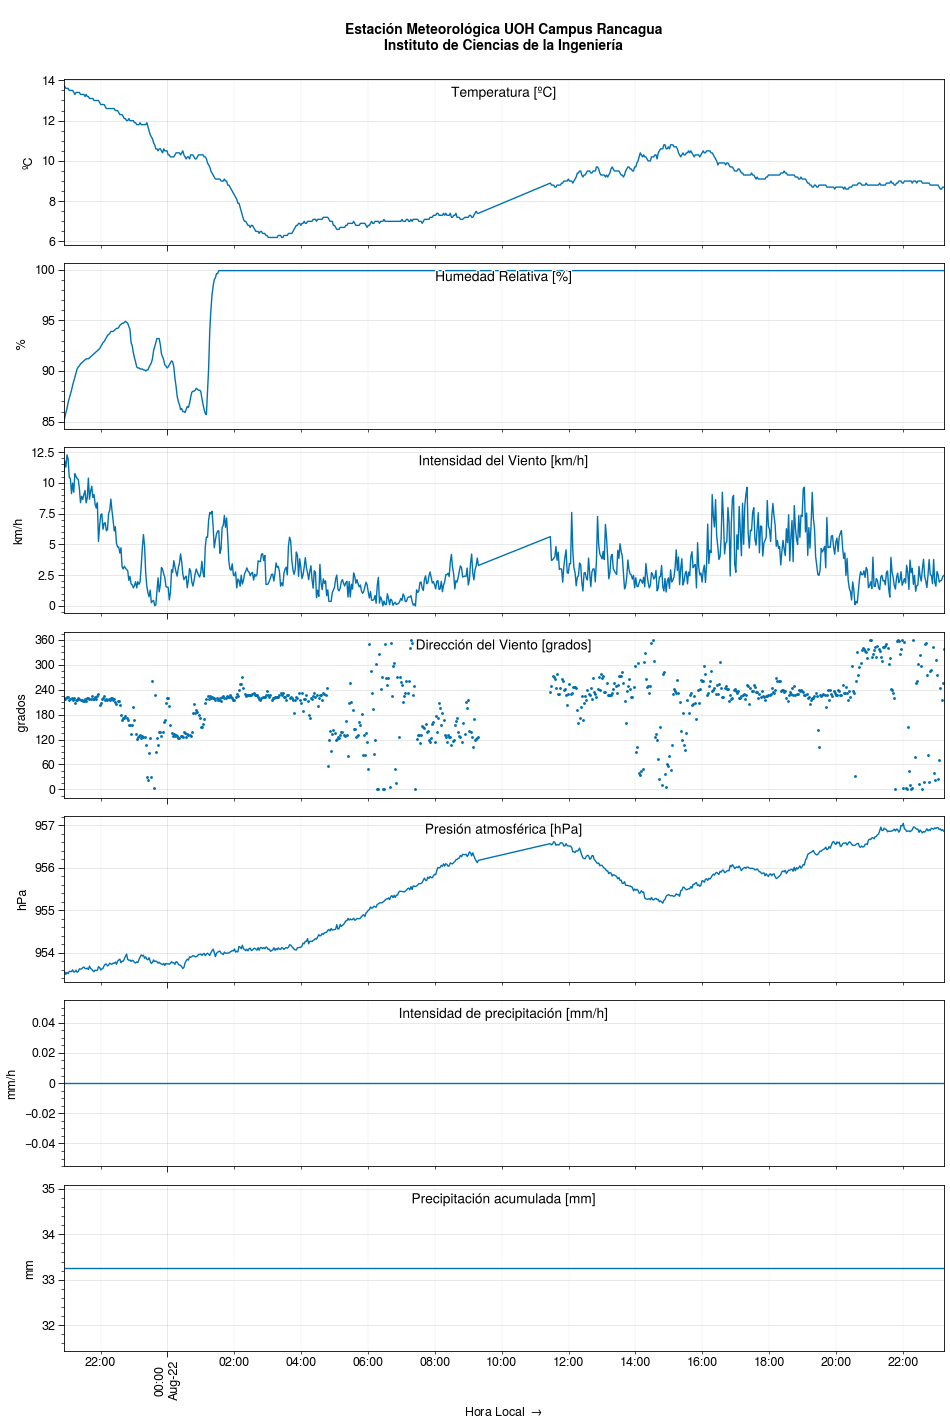 Estación Meteorológica UOH Campus Rancagua
Instituto de Ciencias de la Ingeniería
Temperatura [ºC]
14
12
10
8
6
ºC
Humedad Relativa [%]
100
95
90
85
%
Intensidad del Viento [km/h]
12.5
10
7.5
5
2.5
0
km/h
Dirección del Viento [grados]
360
300
240
180
120
60
0
grados
Presión atmosférica [hPa]
957
956
955
954
hPa
Intensidad de precipitación [mm/h]
0.04
0.02
0
−0.02
−0.04
mm/h
Precipitación acumulada [mm]
35
34
33
32
mm
22:00
00:00
Aug-22
02:00
04:00
06:00
08:00
10:00
12:00
14:00
16:00
18:00
20:00
22:00
Hora Local →